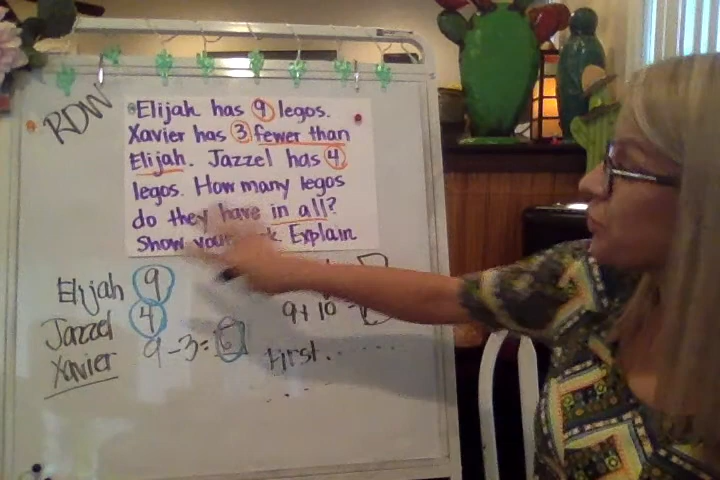 RDW
Elijah has 9 legos.
Xavier has 3 fewer than
Elijah. Jazzel has 4
legos. How many legos
do they have in all?
Show your Explain
Elijah 9
Jazzel 4
Xavier 9-3=6
9+10
First.......